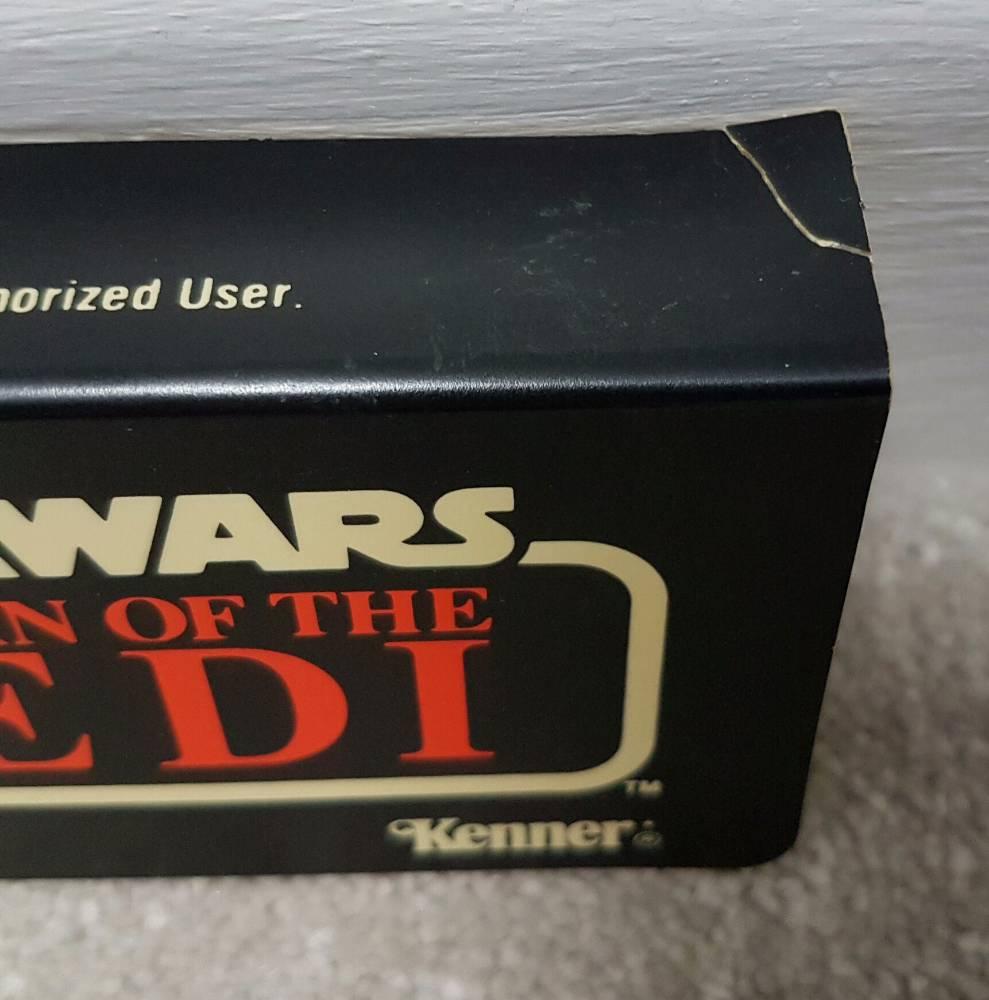 horized User.
WARS
N OF THE
EDI
TM
Kenner